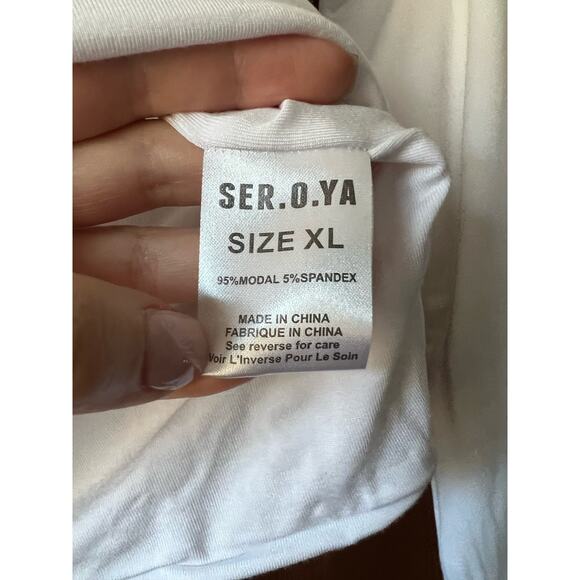 SER.O.YA
SIZE XL
95%MODAL 5%SPANDEX
MADE IN CHINA
FABRIQUE IN CHINA
See reverse for care
Voir L'Inverse Pour Le Soin